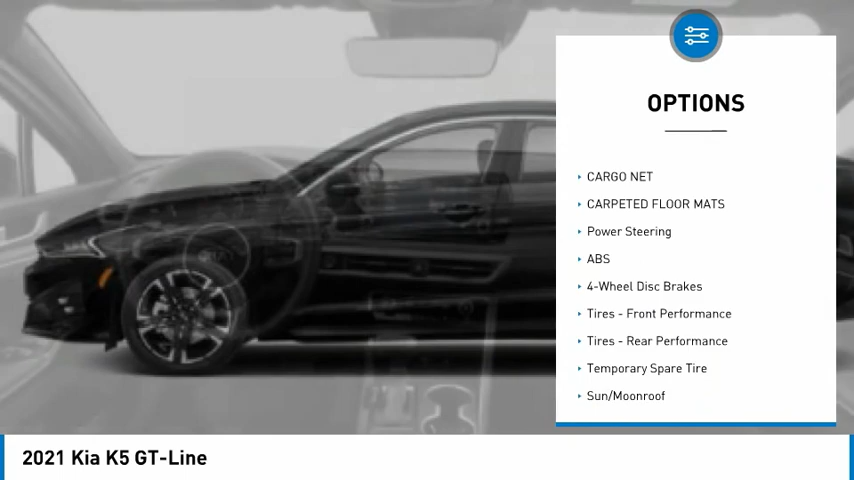 OPTIONS
CARGO NET
CARPETED FLOOR MATS
Power Steering
ABS
4-Wheel Disc Brakes
Tires - Front Performance
Tires - Rear Performance
Temporary Spare Tire
Sun/Moonroof
2021 Kia K5 GT-Line